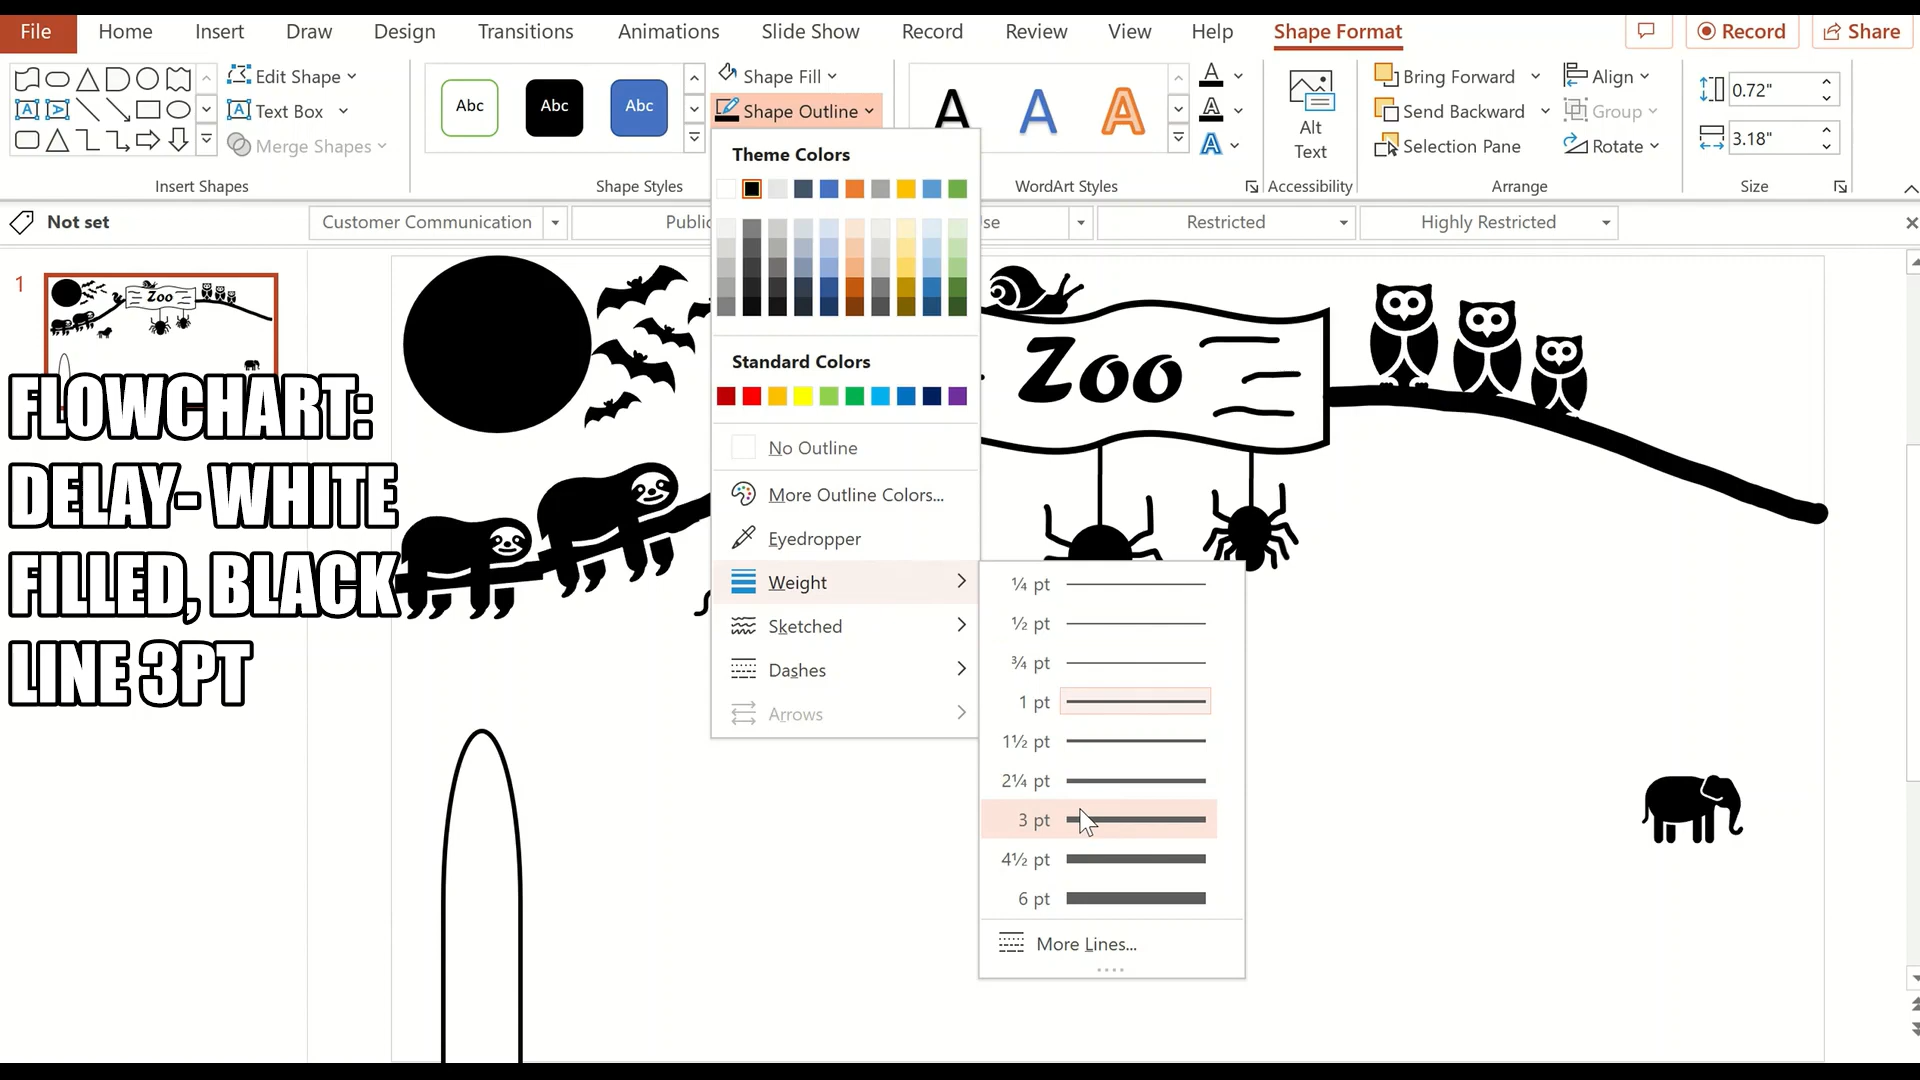 File Home Insert Draw Design Transitions Animations Slide Show Record Review View Help Shape Format Record Share
Edit Shape
Text Box
Merge Shapes
Insert Shapes
Abc Abc Abc
Shape Fill
Shape Outline
Shape Styles
A A A
A
A
A
WordArt Styles
Alt
Text
Accessibility
Bring Forward
Send Backward
Selection Pane
Align
Group
Rotate
Arrange
0.72"
3.18"
Size
Not set Customer Communication Restricted Highly Restricted
Theme Colors
Standard Colors
No Outline
More Outline Colors...
Eyedropper
Weight
Sketched
Dashes
Arrows
¼ pt
½ pt
¾ pt
1 pt
1½ pt
2¼ pt
3 pt
4½ pt
6 pt
More Lines...
1
Zoo
Zoo
FLOWCHART:
DELAY- WHITE
FILLED, BLACK
LINE 3PT